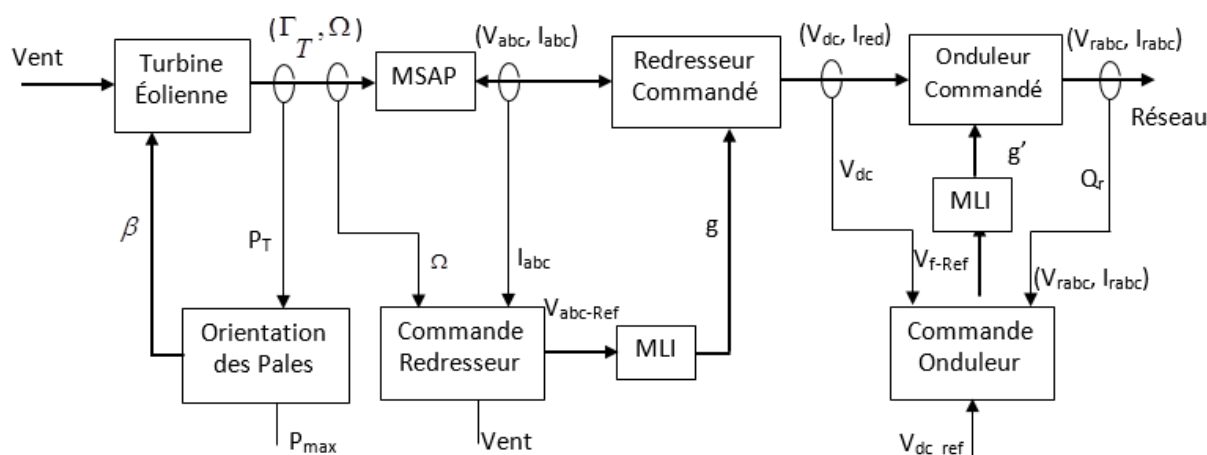 Vent
Turbine
Éolienne
(Γ_T, Ω)
MSAP
(V_abc, I_abc)
Redresseur
Commandé
(V_dc, I_red)
Onduleur
Commandé
(V_rabc, I_rabc)
Réseau
β
P_T
Ω
I_abc
g
V_dc
g’
MLI
Q_r
V_f-Ref
(V_rabc, I_rabc)
Orientation
des Pales
Commande
Redresseur
V_abc-Ref
MLI
Commande
Onduleur
P_max
Vent
V_dc_ref